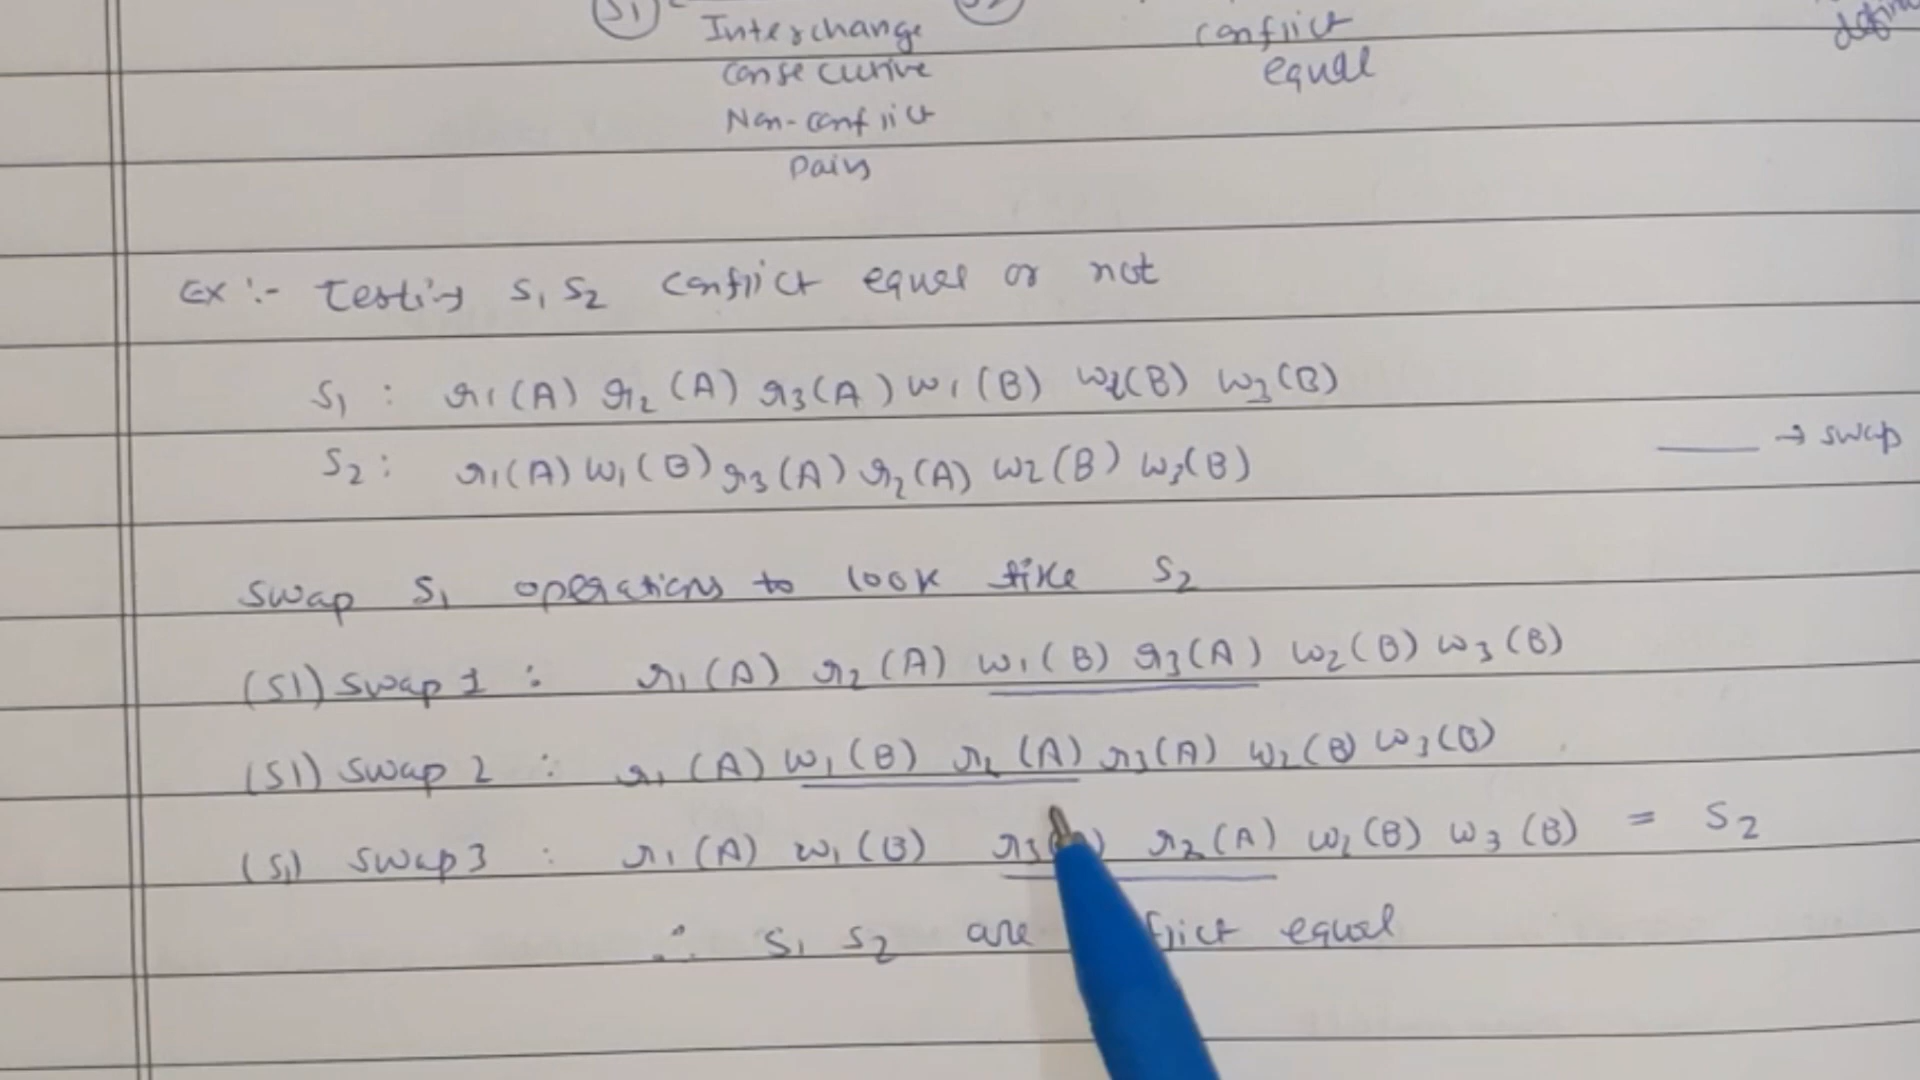 S1
Interchange conflict
consecutive equal
Non-conflict
pairs
Ex :- Testing S1 S2 conflict equal or not
S1 : r1(A) r2(A) r3(A) w1(B) w2(B) w3(B)
S2 : r1(A) w1(B) r3(A) r2(A) w2(B) w3(B)
——→ swap
swap S1 operations to look like S2
(S1) swap 1 : r1(A) r2(A) w1(B) r3(A) w2(B) w3(B)
(S1) swap 2 : r1(A) w1(B) r2(A) r3(A) w2(B) w3(B)
(S1) swap 3 : r1(A) w1(B) r3( ) r2(A) w2(B) w3(B) = S2
∴ S1 S2 are flict equal